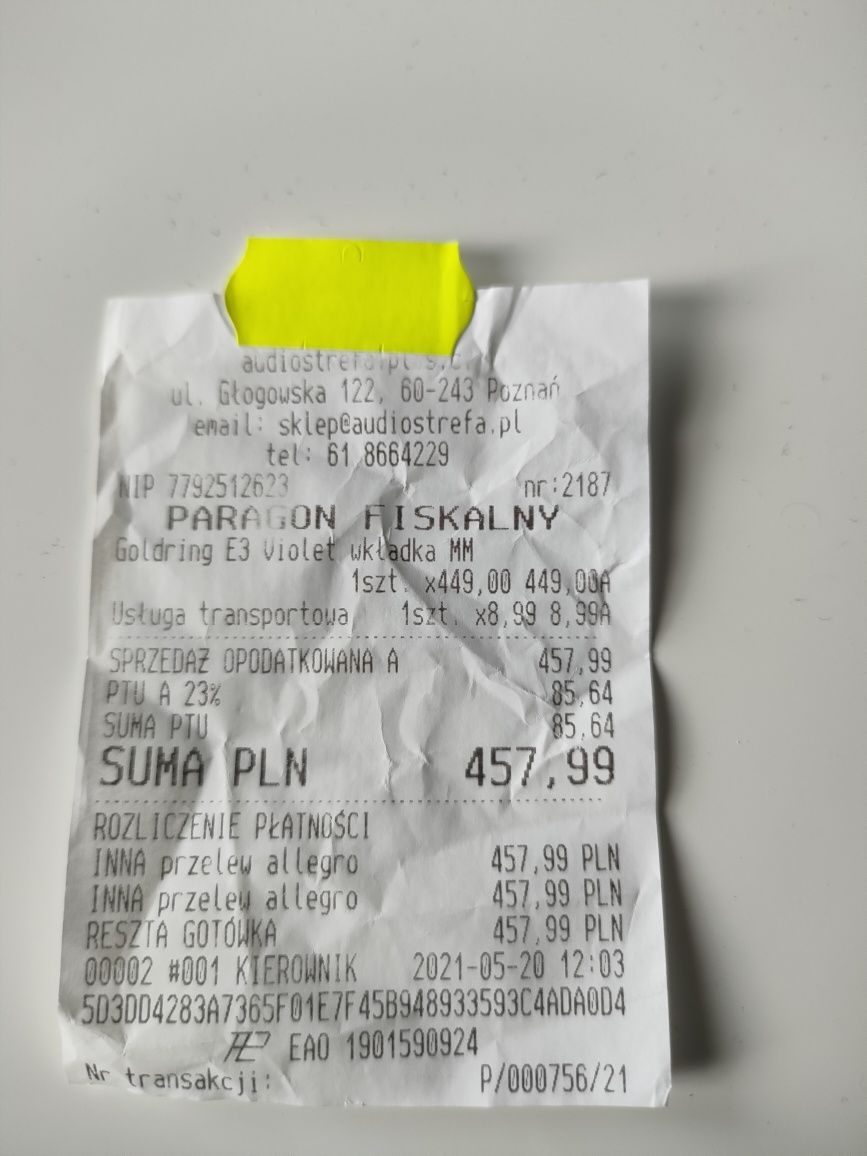 audiostrefa.pl s.c.
ul. Głogowska 122, 60-243 Poznań
email: sklep@audiostrefa.pl
tel: 61 8664229
NIP 7792512623 nr:2187
PARAGON FISKALNY
Goldring E3 Violet wkładka MM
1szt. x449,00 449,00A
Usługa transportowa 1szt. x8,99 8,99A
SPRZEDAŻ OPODATKOWANA A 457,99
PTU A 23% 85,64
SUMA PTU 85,64
SUMA PLN 457,99
ROZLICZENIE PŁATNOŚCI
INNA przelew allegro 457,99 PLN
INNA przelew allegro 457,99 PLN
RESZTA GOTÓWKA 457,99 PLN
00002 #001 KIEROWNIK 2021-05-20 12:03
5D3DD4283A7365F01E7F45B948933593C4ADA0D4
EAO 1901590924
Nr transakcji: P/000756/21